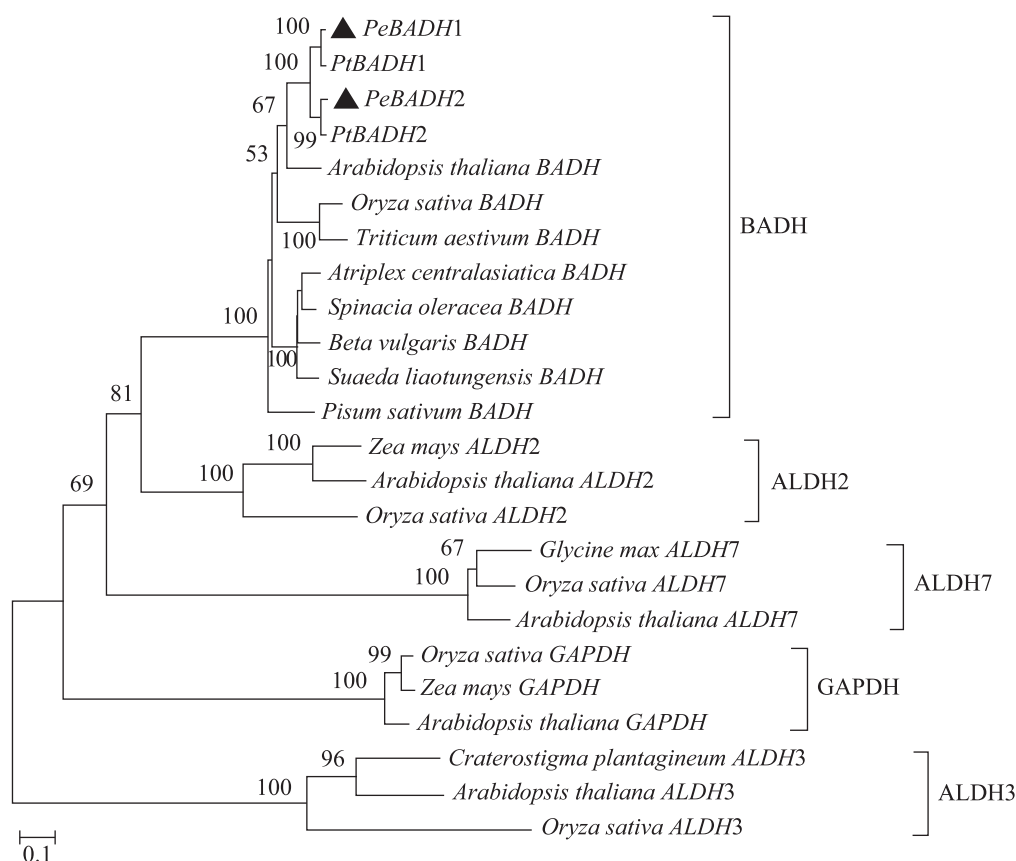 100
▲ PeBADH1
100
PtBADH1
▲ PeBADH2
67
99
PtBADH2
53
Arabidopsis thaliana BADH
Oryza sativa BADH
BADH
100
Triticum aestivum BADH
Atriplex centralasiatica BADH
Spinacia oleracea BADH
100
Beta vulgaris BADH
100
Suaeda liaotungensis BADH
81
Pisum sativum BADH
100
Zea mays ALDH2
100
Arabidopsis thaliana ALDH2
ALDH2
69
Oryza sativa ALDH2
67
Glycine max ALDH7
100
Oryza sativa ALDH7
ALDH7
Arabidopsis thaliana ALDH7
99
Oryza sativa GAPDH
100
Zea mays GAPDH
GAPDH
Arabidopsis thaliana GAPDH
96
Craterostigma plantagineum ALDH3
100
Arabidopsis thaliana ALDH3
ALDH3
Oryza sativa ALDH3
0.1